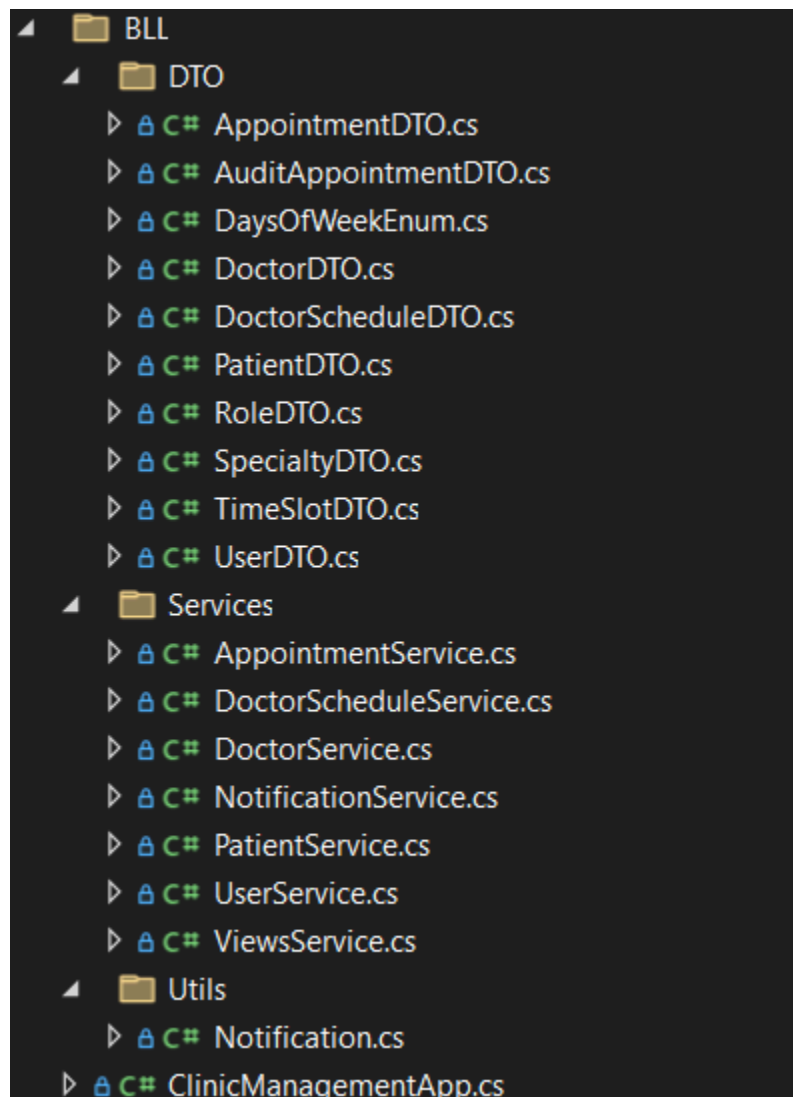 BLL
DTO
C# AppointmentDTO.cs
C# AuditAppointmentDTO.cs
C# DaysOfWeekEnum.cs
C# DoctorDTO.cs
C# DoctorScheduleDTO.cs
C# PatientDTO.cs
C# RoleDTO.cs
C# SpecialtyDTO.cs
C# TimeSlotDTO.cs
C# UserDTO.cs
Services
C# AppointmentService.cs
C# DoctorScheduleService.cs
C# DoctorService.cs
C# NotificationService.cs
C# PatientService.cs
C# UserService.cs
C# ViewsService.cs
Utils
C# Notification.cs
C# ClinicManagementApp.cs